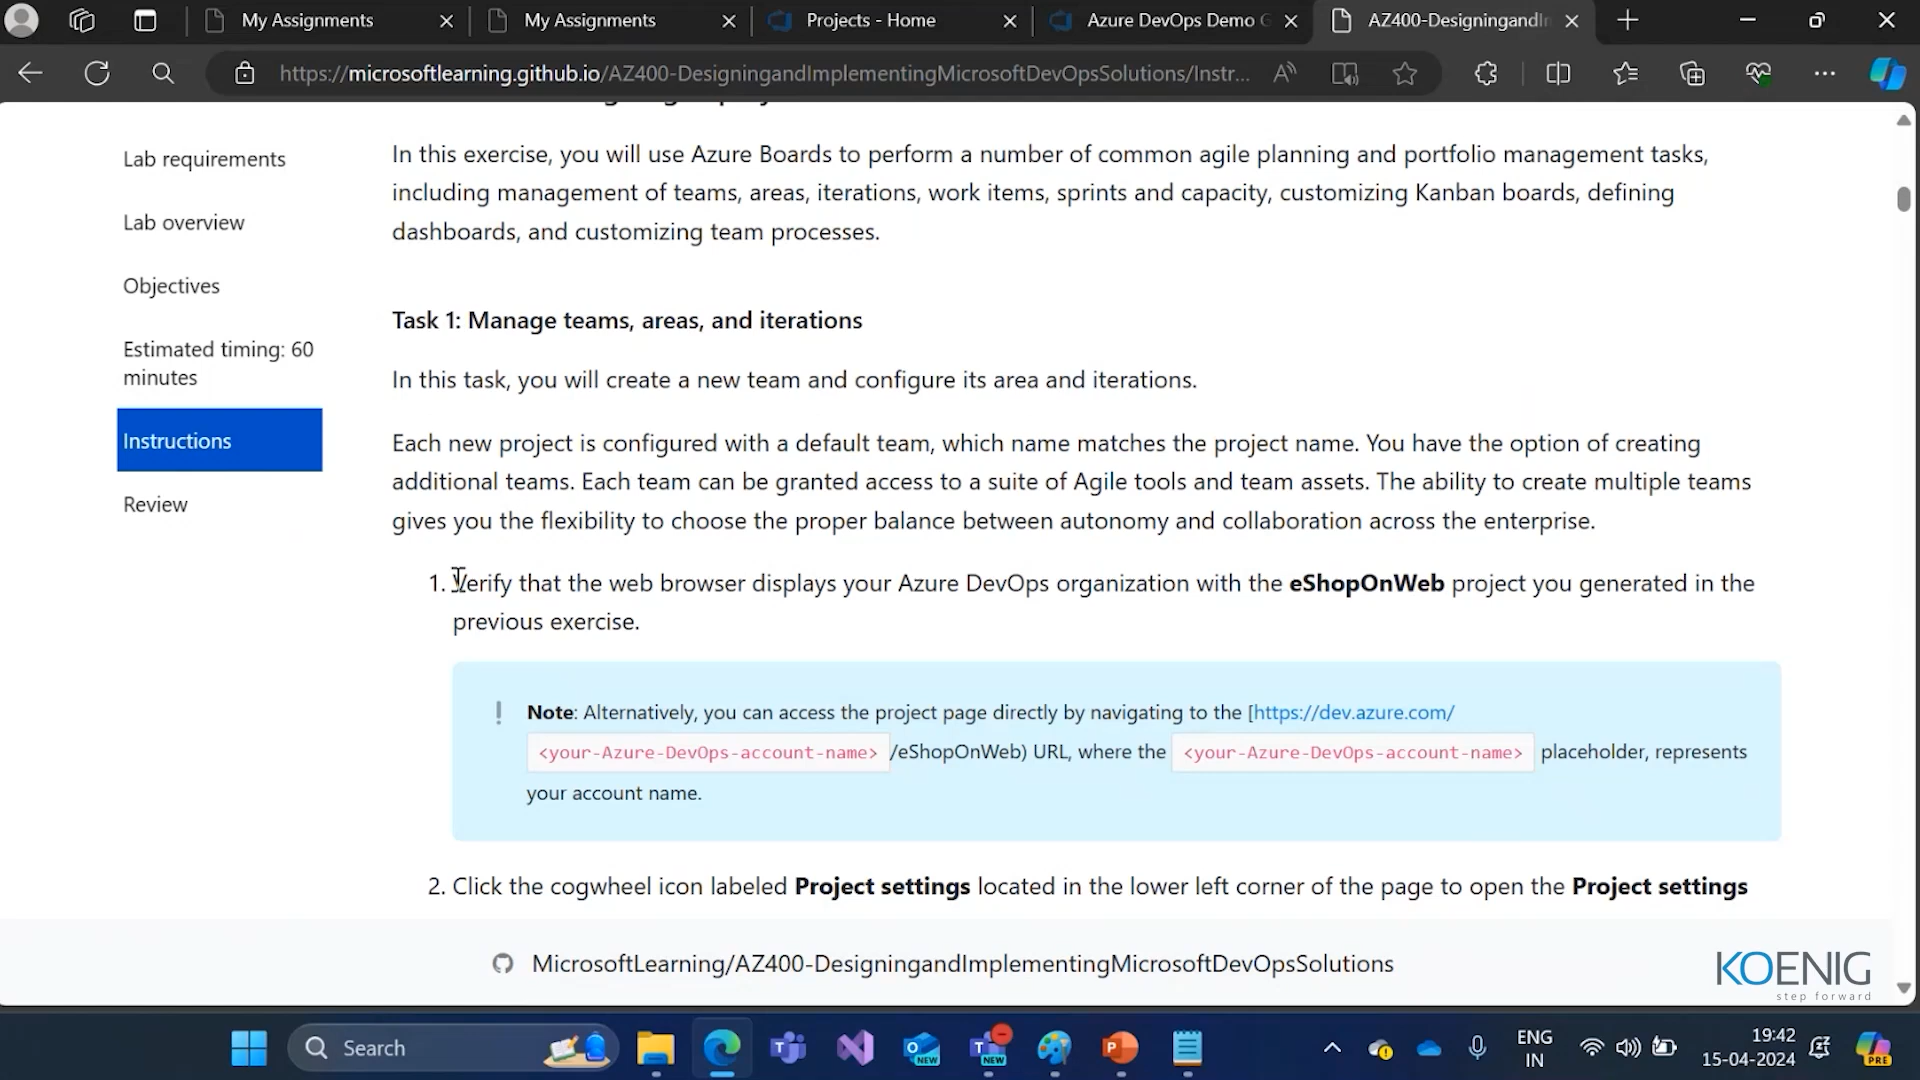 My Assignments
My Assignments
Projects - Home
Azure DevOps Demo G
AZ400-DesigningandIn
https://microsoftlearning.github.io/AZ400-DesigningandImplementingMicrosoftDevOpsSolutions/Instr...
Lab requirements
Lab overview
Objectives
Estimated timing: 60
minutes
Instructions
Review
In this exercise, you will use Azure Boards to perform a number of common agile planning and portfolio management tasks,
including management of teams, areas, iterations, work items, sprints and capacity, customizing Kanban boards, defining
dashboards, and customizing team processes.
Task 1: Manage teams, areas, and iterations
In this task, you will create a new team and configure its area and iterations.
Each new project is configured with a default team, which name matches the project name. You have the option of creating
additional teams. Each team can be granted access to a suite of Agile tools and team assets. The ability to create multiple teams
gives you the flexibility to choose the proper balance between autonomy and collaboration across the enterprise.
1. Verify that the web browser displays your Azure DevOps organization with the eShopOnWeb project you generated in the
previous exercise.
! Note: Alternatively, you can access the project page directly by navigating to the [https://dev.azure.com/
<your-Azure-DevOps-account-name> /eShopOnWeb) URL, where the <your-Azure-DevOps-account-name> placeholder, represents
your account name.
2. Click the cogwheel icon labeled Project settings located in the lower left corner of the page to open the Project settings
MicrosoftLearning/AZ400-DesigningandImplementingMicrosoftDevOpsSolutions
KOENIG
step forward
Search
NEW
NEW
ENG
IN
19:42
15-04-2024
PRE